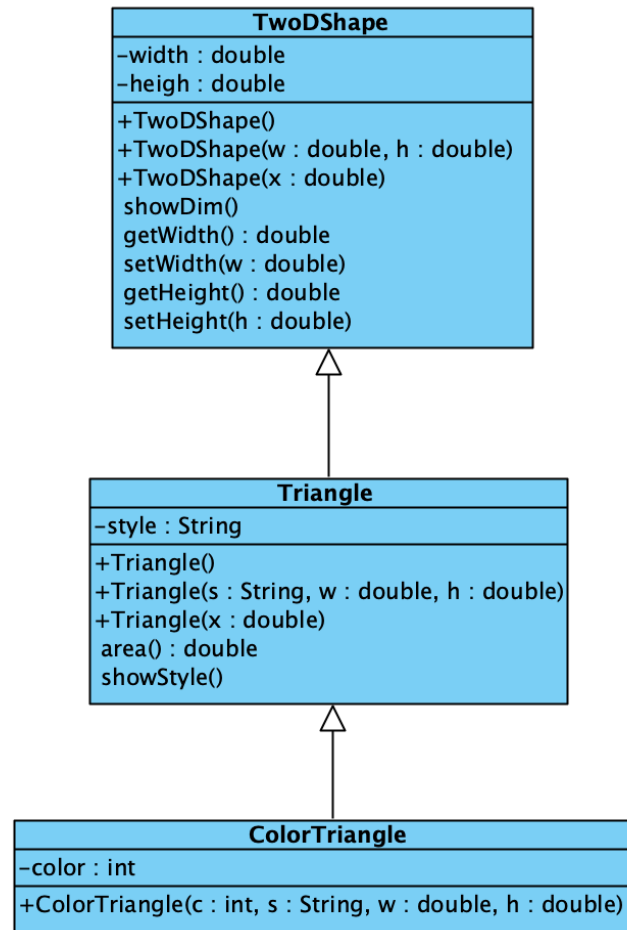 TwoDShape
-width : double
-heigh : double
+TwoDShape()
+TwoDShape(w : double, h : double)
+TwoDShape(x : double)
showDim()
getWidth() : double
setWidth(w : double)
getHeight() : double
setHeight(h : double)
Triangle
-style : String
+Triangle()
+Triangle(s : String, w : double, h : double)
+Triangle(x : double)
area() : double
showStyle()
ColorTriangle
-color : int
+ColorTriangle(c : int, s : String, w : double, h : double)